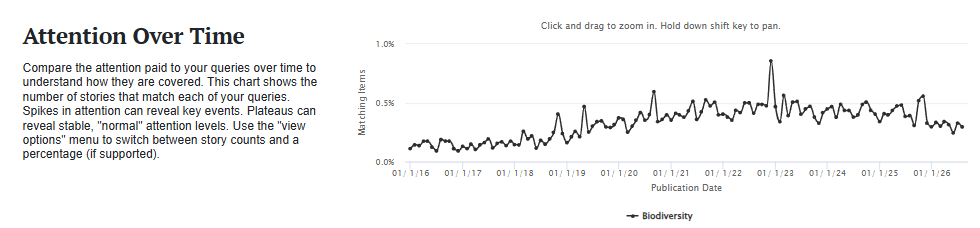 Click and drag to zoom in. Hold down shift key to pan.
Attention Over Time
Compare the attention paid to your queries over time to
understand how they are covered. This chart shows the
number of stories that match each of your queries.
Spikes in attention can reveal key events. Plateaus can
reveal stable, "normal" attention levels. Use the "view
options" menu to switch between story counts and a
percentage (if supported).
Matching Items
1.0%
0.5%
0.0%
01/ 1/16 01/ 1/17 01/ 1/18 01/ 1/19 01/ 1/20 01/ 1/21 01/ 1/22 01/ 1/23 01/ 1/24 01/ 1/25 01/ 1/26
Publication Date
Biodiversity